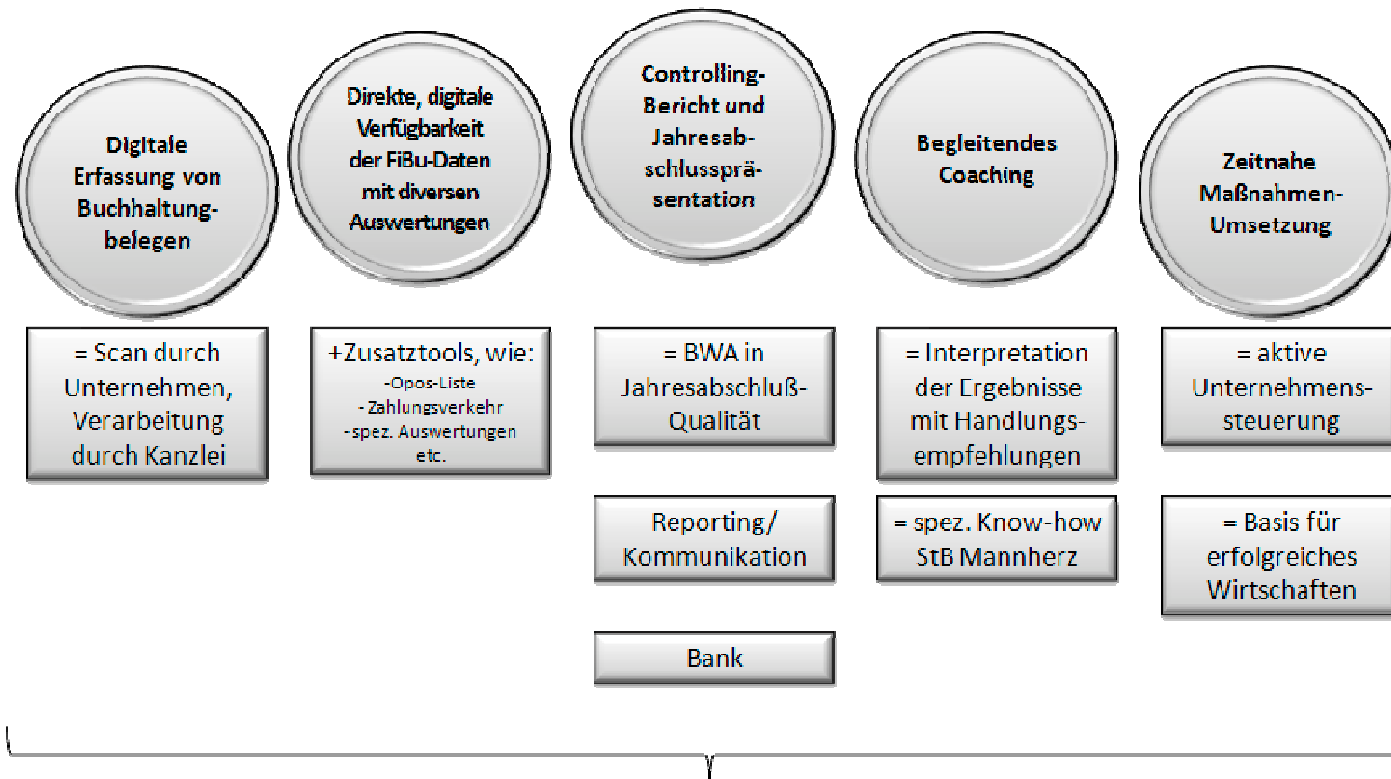 Digitale
Erfassung von
Buchhaltung-
belegen
Direkte, digitale
Verfügbarkeit
der FiBu-Daten
mit diversen
Auswertungen
Controlling-
Bericht und
Jahresab-
schlussprä-
sentation
Begleitendes
Coaching
Zeitnahe
Maßnahmen-
Umsetzung
= Scan durch
Unternehmen,
Verarbeitung
durch Kanzlei
+Zusatztools, wie:
-Opos-Liste
-Zahlungsverkehr
-spez. Auswertungen
etc.
= BWA in
Jahresabschluß-
Qualität
Reporting/
Kommunikation
Bank
= Interpretation
der Ergebnisse
mit Handlungs-
empfehlungen
= spez. Know-how
StB Mannherz
= aktive
Unternehmens-
steuerung
= Basis für
erfolgreiches
Wirtschaften